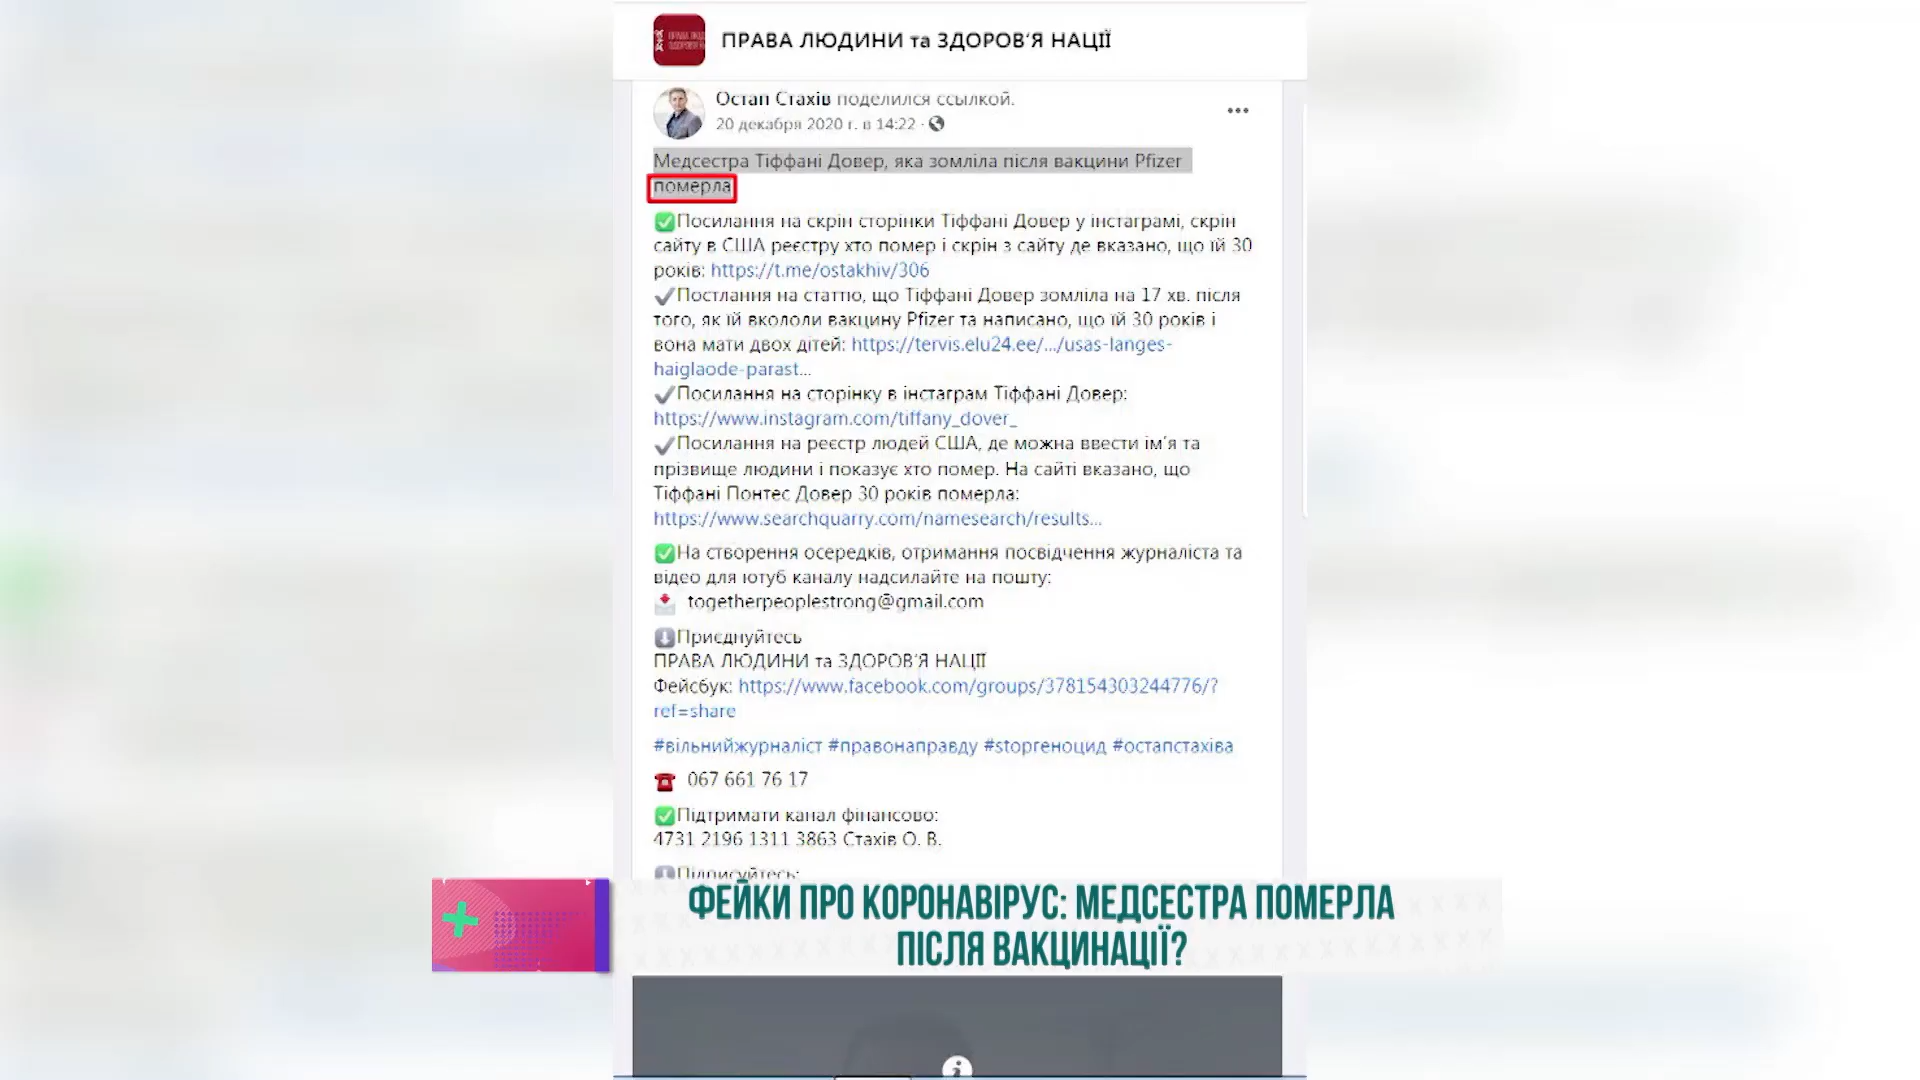 ПРАВА ЛЮДИНИ та ЗДОРОВ'Я НАЦІЇ
Остап Стахів поделился ссылкой.
20 декабря 2020 г. в 14:22 ·
Медсестра Тіффані Довер, яка зомліла після вакцини Pfizer
померла
✅Посилання на скрін сторінки Тіффані Довер у інстаграмі, скрін
сайту в США реєстру хто помер і скрін з сайту де вказано, що їй 30
років: https://t.me/ostakhiv/306
✔Постлання на статтю, що Тіффані Довер зомліла на 17 хв. після
того, як їй вкололи вакцину Pfizer та написано, що їй 30 років і
вона мати двох дітей: https://tervis.elu24.ee/.../usas-langes-
haiglaode-parast...
✔Посилання на сторінку в інстаграм Тіффані Довер:
https://www.instagram.com/tiffany_dover_
✔Посилання на реєстр людей США, де можна ввести ім'я та
прізвище людини і показує хто помер. На сайті вказано, що
Тіффані Понтес Довер 30 років померла:
https://www.searchquarry.com/namesearch/results...
✅На створення осередків, отримання посвідчення журналіста та
відео для ютуб каналу надсилайте на пошту:
📩 togetherpeoplestrong@gmail.com
⬇Приєднуйтесь
ПРАВА ЛЮДИНИ та ЗДОРОВ'Я НАЦІЇ
Фейсбук: https://www.facebook.com/groups/378154303244776/?
ref=share
#вільнийжурналіст #правонаправду #stopгеноцид #остапстахіва
☎ 067 661 76 17
✅Підтримати канал фінансово:
4731 2196 1311 3863 Стахів О. В.
⬇Підписуйтесь:
ФЕЙКИ ПРО КОРОНАВІРУС: МЕДСЕСТРА ПОМЕРЛА
ПІСЛЯ ВАКЦИНАЦІЇ?